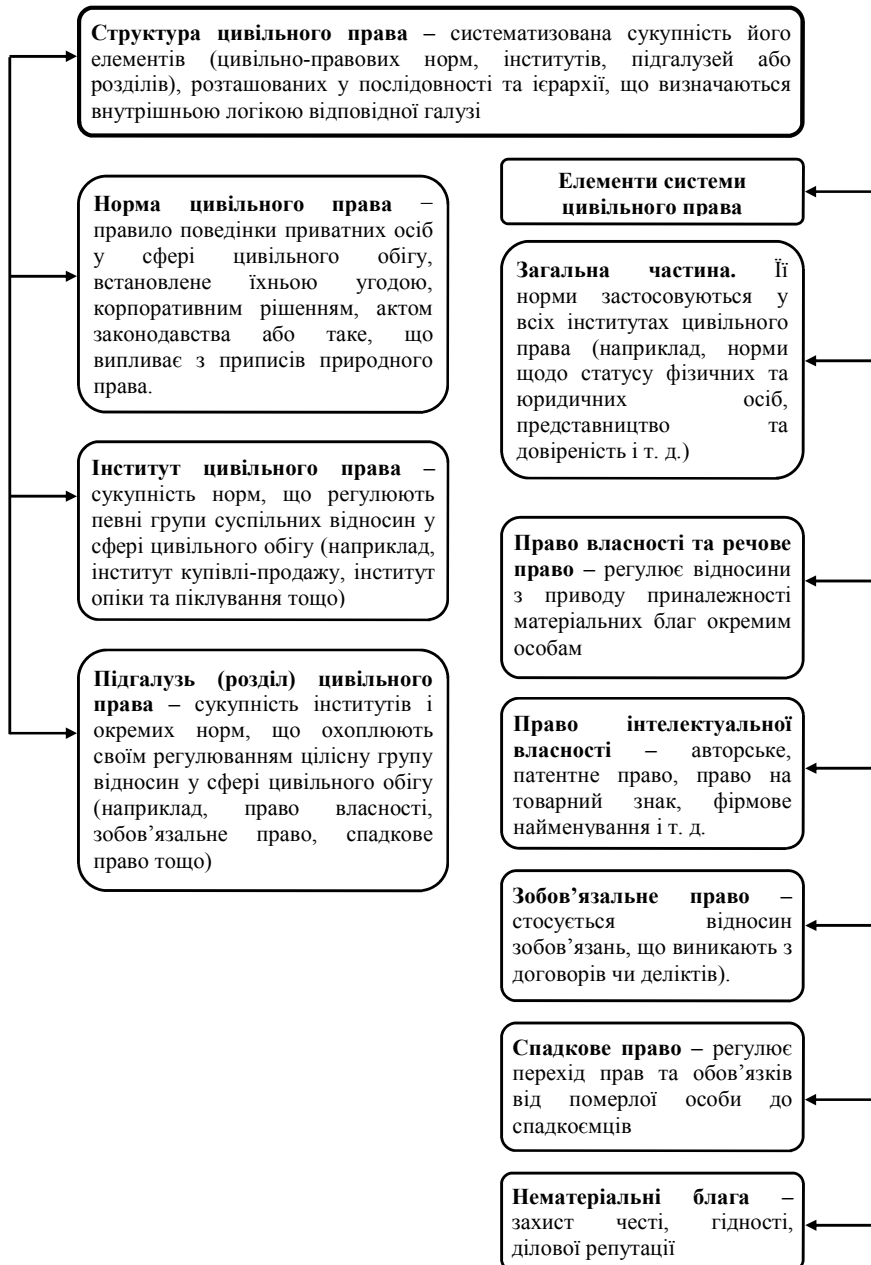 Структура цивільного права – систематизована сукупність його
елементів (цивільно-правових норм, інститутів, підгалузей або
розділів), розташованих у послідовності та ієрархії, що визначаються
внутрішньою логікою відповідної галузі
Норма цивільного права –
правило поведінки приватних осіб
у сфері цивільного обігу,
встановлене їхньою угодою,
корпоративним рішенням, актом
законодавства або таке, що
випливає з приписів природного
права.
Інститут цивільного права –
сукупність норм, що регулюють
певні групи суспільних відносин у
сфері цивільного обігу (наприклад,
інститут купівлі-продажу, інститут
опіки та піклування тощо)
Підгалузь (розділ) цивільного
права – сукупність інститутів і
окремих норм, що охоплюють
своїм регулюванням цілісну групу
відносин у сфері цивільного обігу
(наприклад, право власності,
зобов’язальне право, спадкове
право тощо)
Елементи системи
цивільного права
Загальна частина. Її
норми застосовуються у
всіх інститутах цивільного
права (наприклад, норми
щодо статусу фізичних та
юридичних осіб,
представництво та
довіреність і т. д.)
Право власності та речове
право – регулює відносини
з приводу приналежності
матеріальних благ окремим
особам
Право інтелектуальної
власності – авторське,
патентне право, право на
товарний знак, фірмове
найменування і т. д.
Зобов’язальне право –
стосується відносин
зобов’язань, що виникають з
договорів чи деліктів).
Спадкове право – регулює
перехід прав та обов’язків
від померлої особи до
спадкоємців
Нематеріальні блага –
захист честі, гідності,
ділової репутації